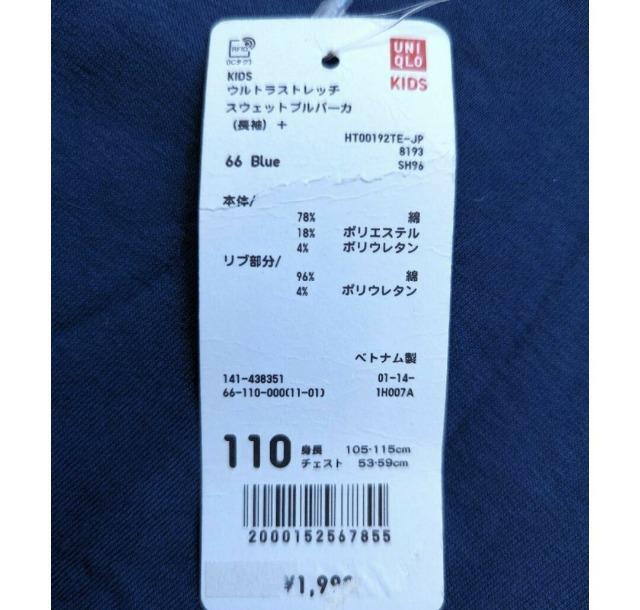 RFID
(ICタグ)
UNI
QLO
KIDS
KIDS
ウルトラストレッチ
スウェットプルパーカ
(長袖) +
HT00192TE-JP
8193
SH96
66 Blue
本体/
78% 綿
18% ポリエステル
4% ポリウレタン
リブ部分/
96% 綿
4% ポリウレタン
ベトナム製
141-438351 01-14-
66-110-000(11-01) 1H007A
110 身長 105-115cm
チェスト 53-59cm
2000152567855